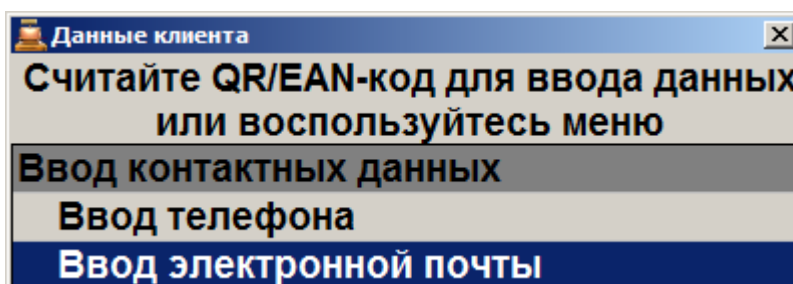 Данные клиента
Считайте QR/EAN-код для ввода данных
или воспользуйтесь меню
Ввод контактных данных
Ввод телефона
Ввод электронной почты